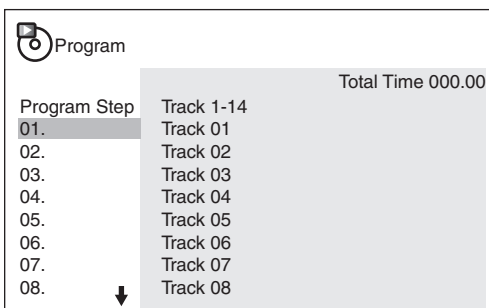 Program
Total Time 000.00
Program Step Track 1-14
01. Track 01
02. Track 02
03. Track 03
04. Track 04
05. Track 05
06. Track 06
07. Track 07
08. Track 08